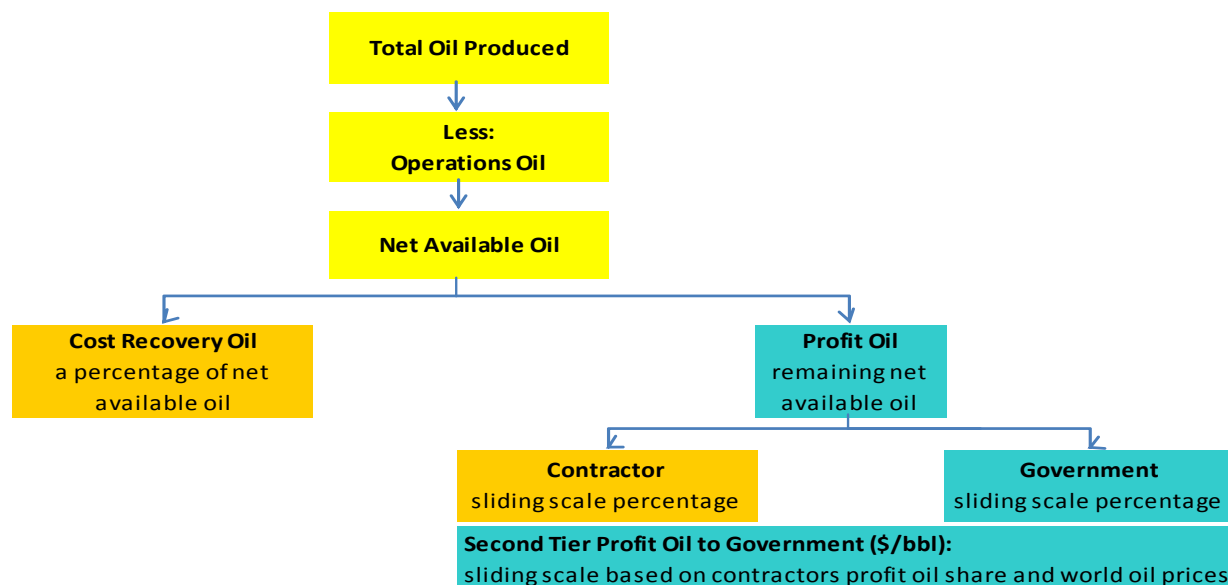 Total Oil Produced
Less:
Operations Oil
Net Available Oil
Cost Recovery Oil
a percentage of net
available oil
Profit Oil
remaining net
available oil
Contractor
sliding scale percentage
Government
sliding scale percentage
Second Tier Profit Oil to Government ($/bbl):
sliding scale based on contractors profit oil share and world oil prices